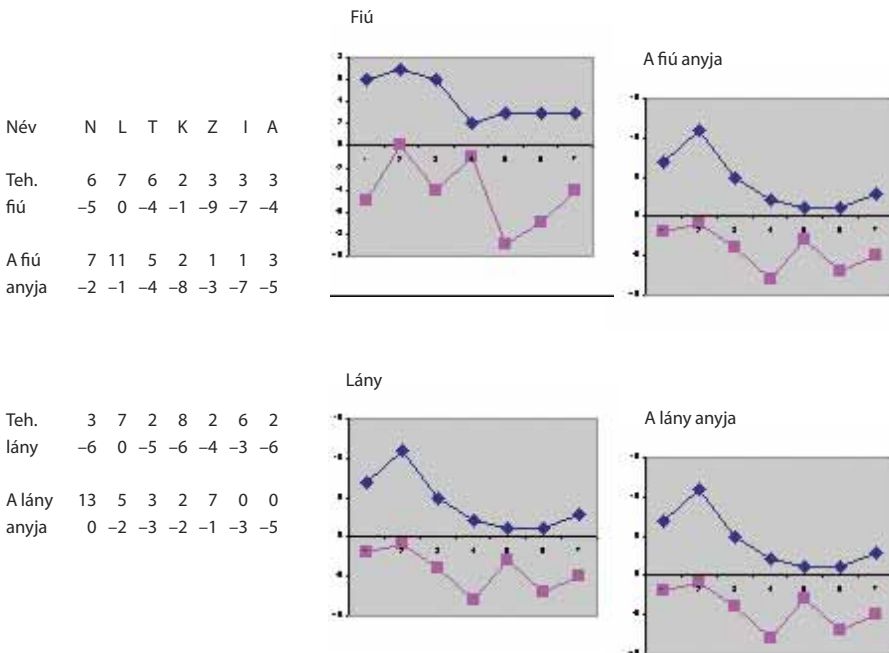 Fiú
A fiú anyja
Név N L T K Z I A
Teh. 6 7 6 2 3 3 3
fiú –5 0 –4 –1 –9 –7 –4
A fiú 7 11 5 2 1 1 3
anyja –2 –1 –4 –8 –3 –7 –5
Lány
A lány anyja
Teh. 3 7 2 8 2 6 2
lány –6 0 –5 –6 –4 –3 –6
A lány 13 5 3 2 7 0 0
anyja 0 –2 –3 –2 –1 –3 –5